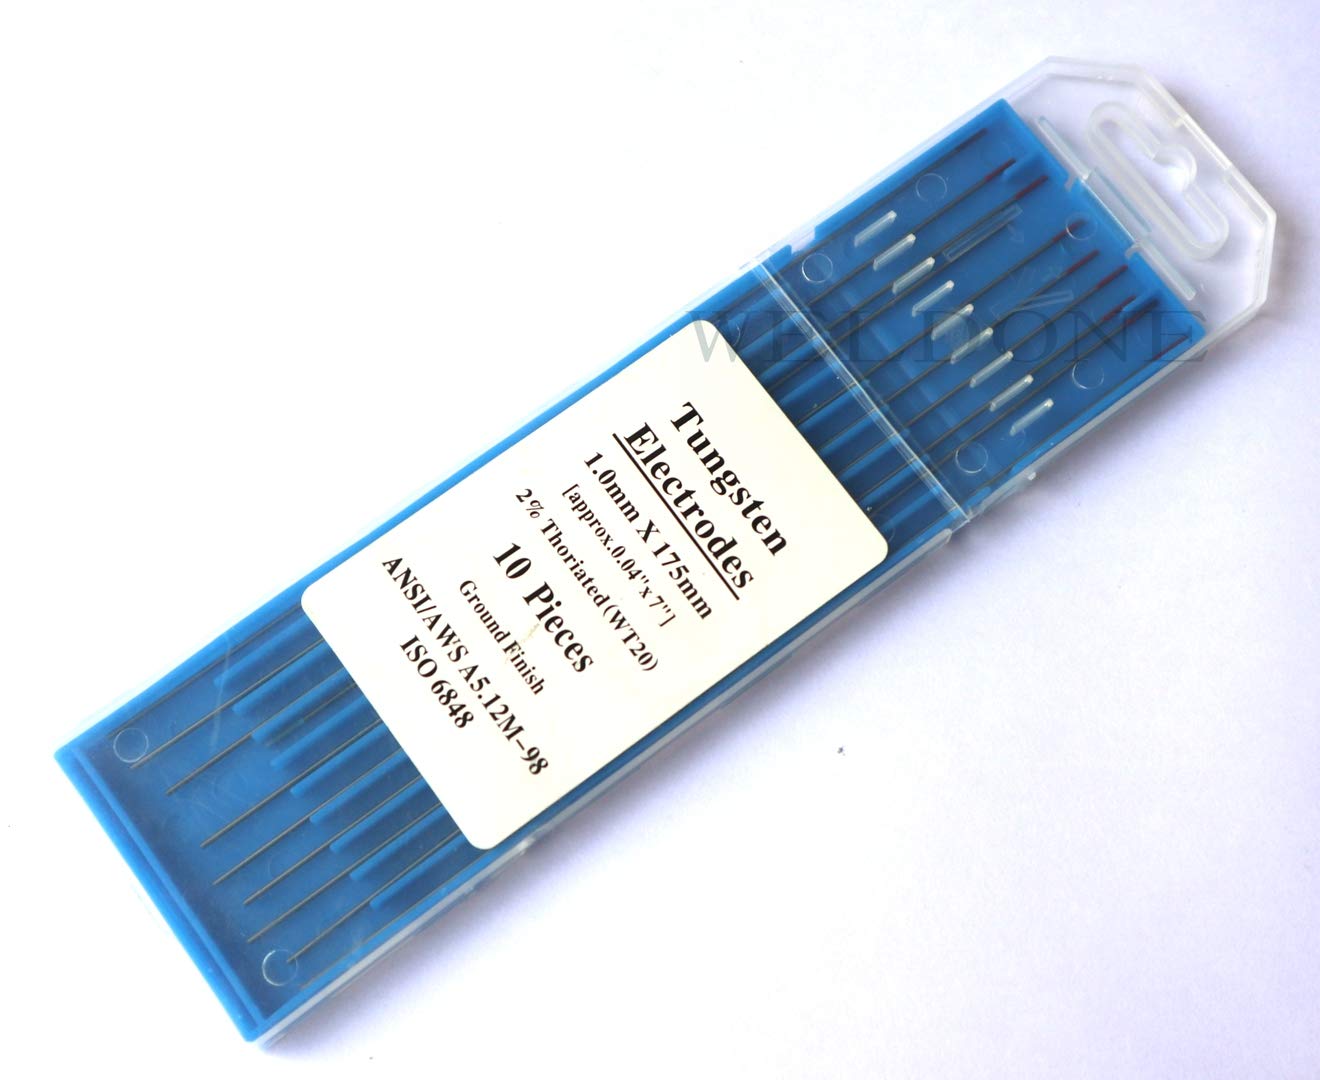 WELDONE
Tungsten
Electrodes
1.0mm X 175mm
[approx.0.04"x7"]
2% Thoriated(WT20)
10 Pieces
Ground Finish
ANSI/AWS A5.12M-98
ISO 6848